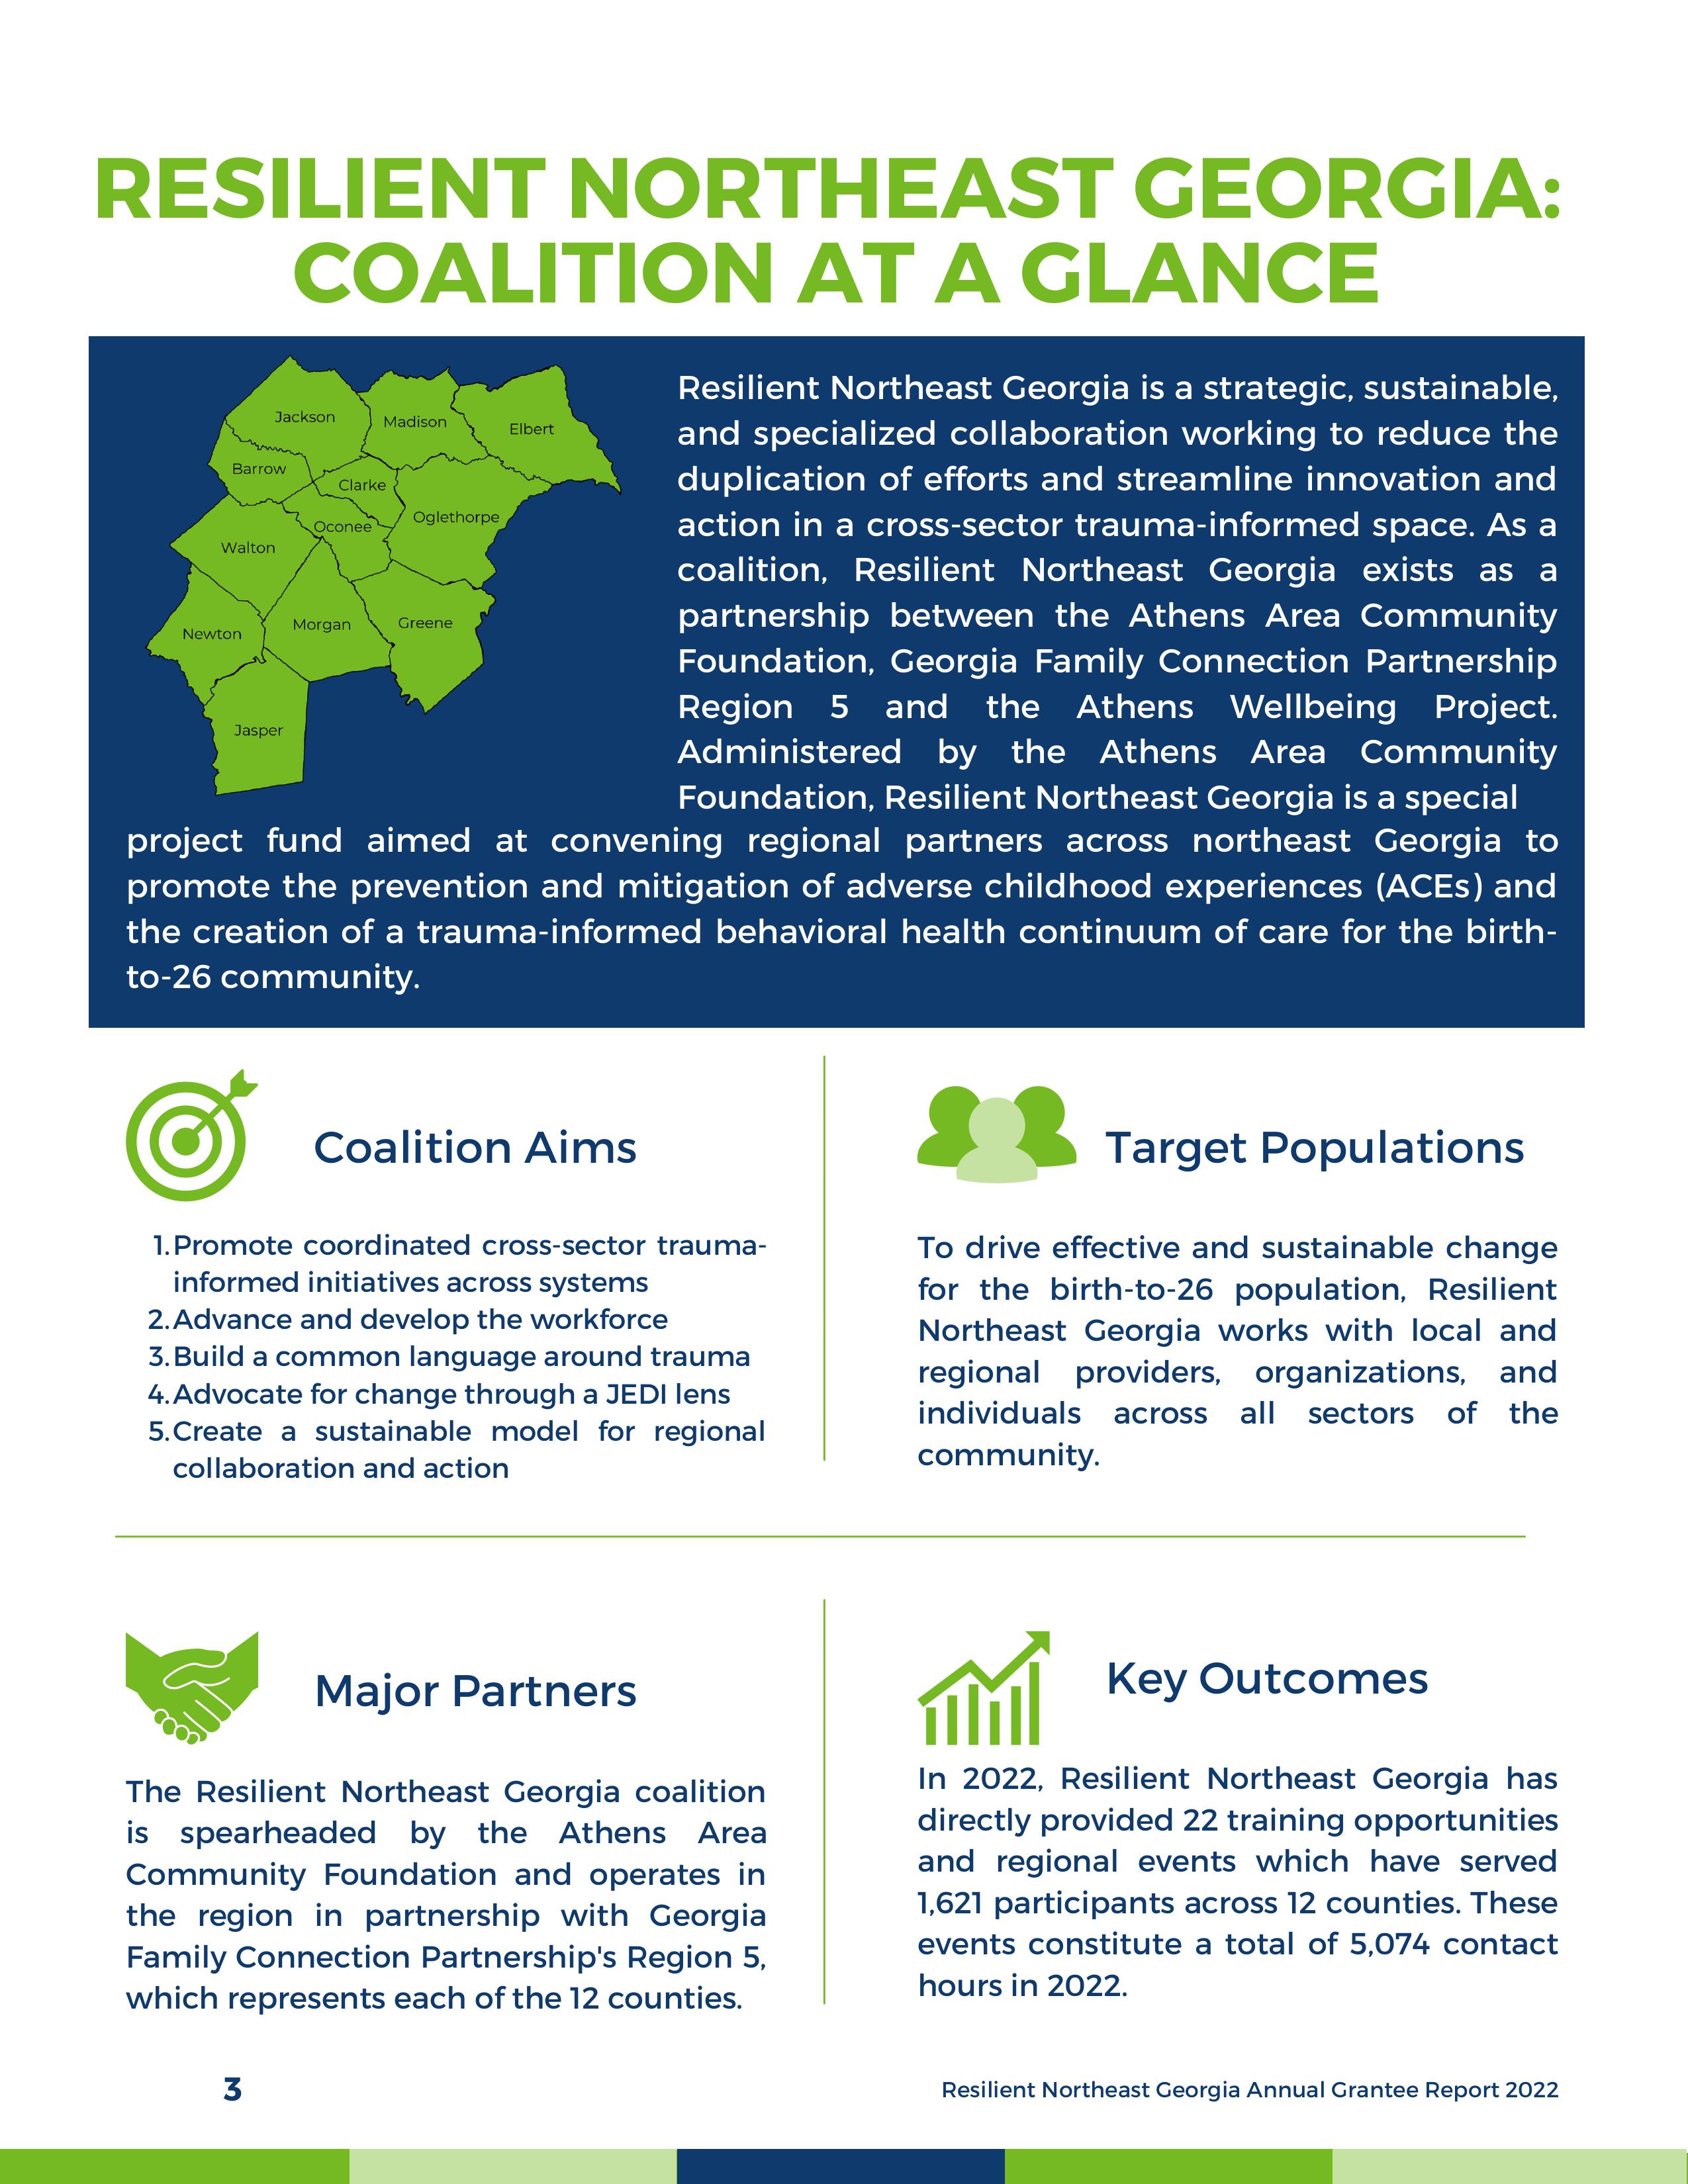 RESILIENT NORTHEAST GEORGIA:
COALITION AT A GLANCE
Jackson
Madison
Elbert
Barrow
Clarke
Oglethorpe
Oconee
Walton
Newton
Morgan
Greene
Jasper
Resilient Northeast Georgia is a strategic, sustainable,
and specialized collaboration working to reduce the
duplication of efforts and streamline innovation and
action in a cross-sector trauma-informed space. As a
coalition, Resilient Northeast Georgia exists as a
partnership between the Athens Area Community
Foundation, Georgia Family Connection Partnership
Region 5 and the Athens Wellbeing Project.
Administered by the Athens Area Community
Foundation, Resilient Northeast Georgia is a special
project fund aimed at convening regional partners across northeast Georgia to
promote the prevention and mitigation of adverse childhood experiences (ACEs) and
the creation of a trauma-informed behavioral health continuum of care for the birth-
to-26 community.
Coalition Aims
1. Promote coordinated cross-sector trauma-
informed initiatives across systems
2. Advance and develop the workforce
3. Build a common language around trauma
4. Advocate for change through a JEDI lens
5. Create a sustainable model for regional
collaboration and action
Target Populations
To drive effective and sustainable change
for the birth-to-26 population, Resilient
Northeast Georgia works with local and
regional providers, organizations, and
individuals across all sectors of the
community.
Major Partners
The Resilient Northeast Georgia coalition
is spearheaded by the Athens Area
Community Foundation and operates in
the region in partnership with Georgia
Family Connection Partnership's Region 5,
which represents each of the 12 counties.
Key Outcomes
In 2022, Resilient Northeast Georgia has
directly provided 22 training opportunities
and regional events which have served
1,621 participants across 12 counties. These
events constitute a total of 5,074 contact
hours in 2022.
3
Resilient Northeast Georgia Annual Grantee Report 2022